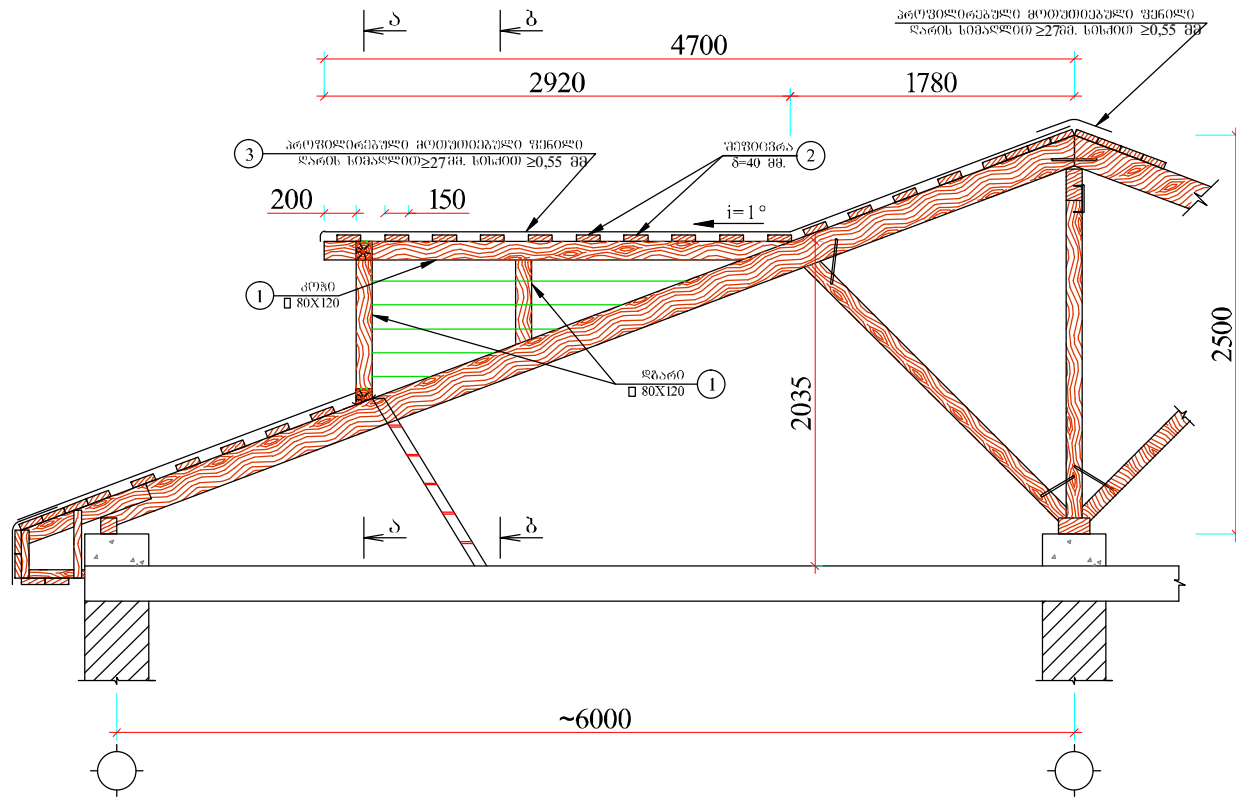 ა
ბ
პროფილირებული მოთუთიებული ფენილი
ღარის სიმაღლით ≥27მმ. სისქით ≥0,55 მმ
4700
2920
1780
3
პროფილირებული მოთუთიებული ფენილი
ღარის სიმაღლით≥27მმ. სისქით ≥0,55 მმ
შეფიცვრა
δ=40 მმ.
2
200
150
i=1°
1
კოჭი
80X120
დგარი
80X120
1
2035
2500
ა
ბ
~6000